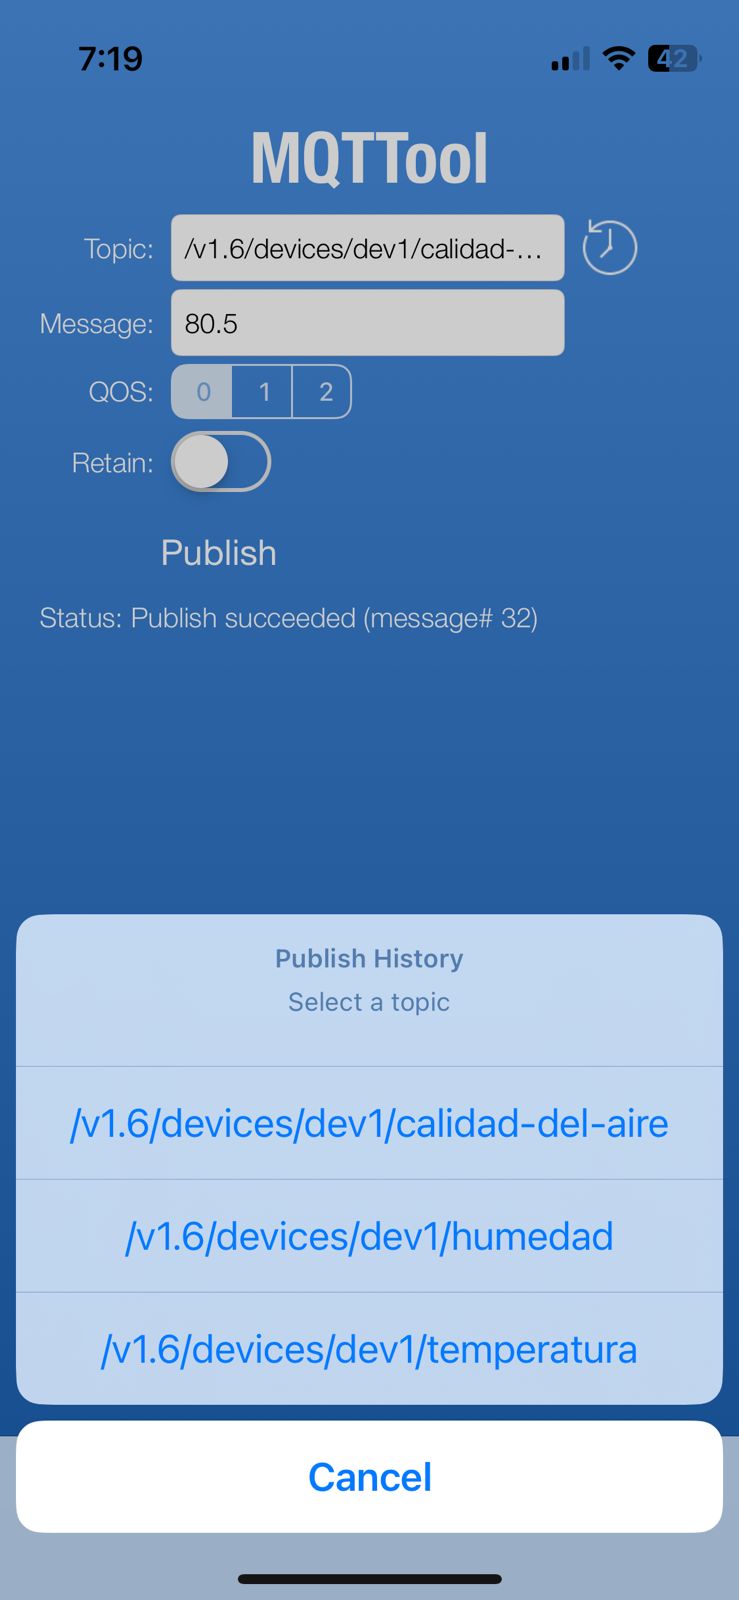 7:19
42
MQTTool
Topic: /v1.6/devices/dev1/calidad-...
Message: 80.5
QOS: 0 1 2
Retain:
Publish
Status: Publish succeeded (message# 32)
Publish History
Select a topic
/v1.6/devices/dev1/calidad-del-aire
/v1.6/devices/dev1/humedad
/v1.6/devices/dev1/temperatura
Cancel